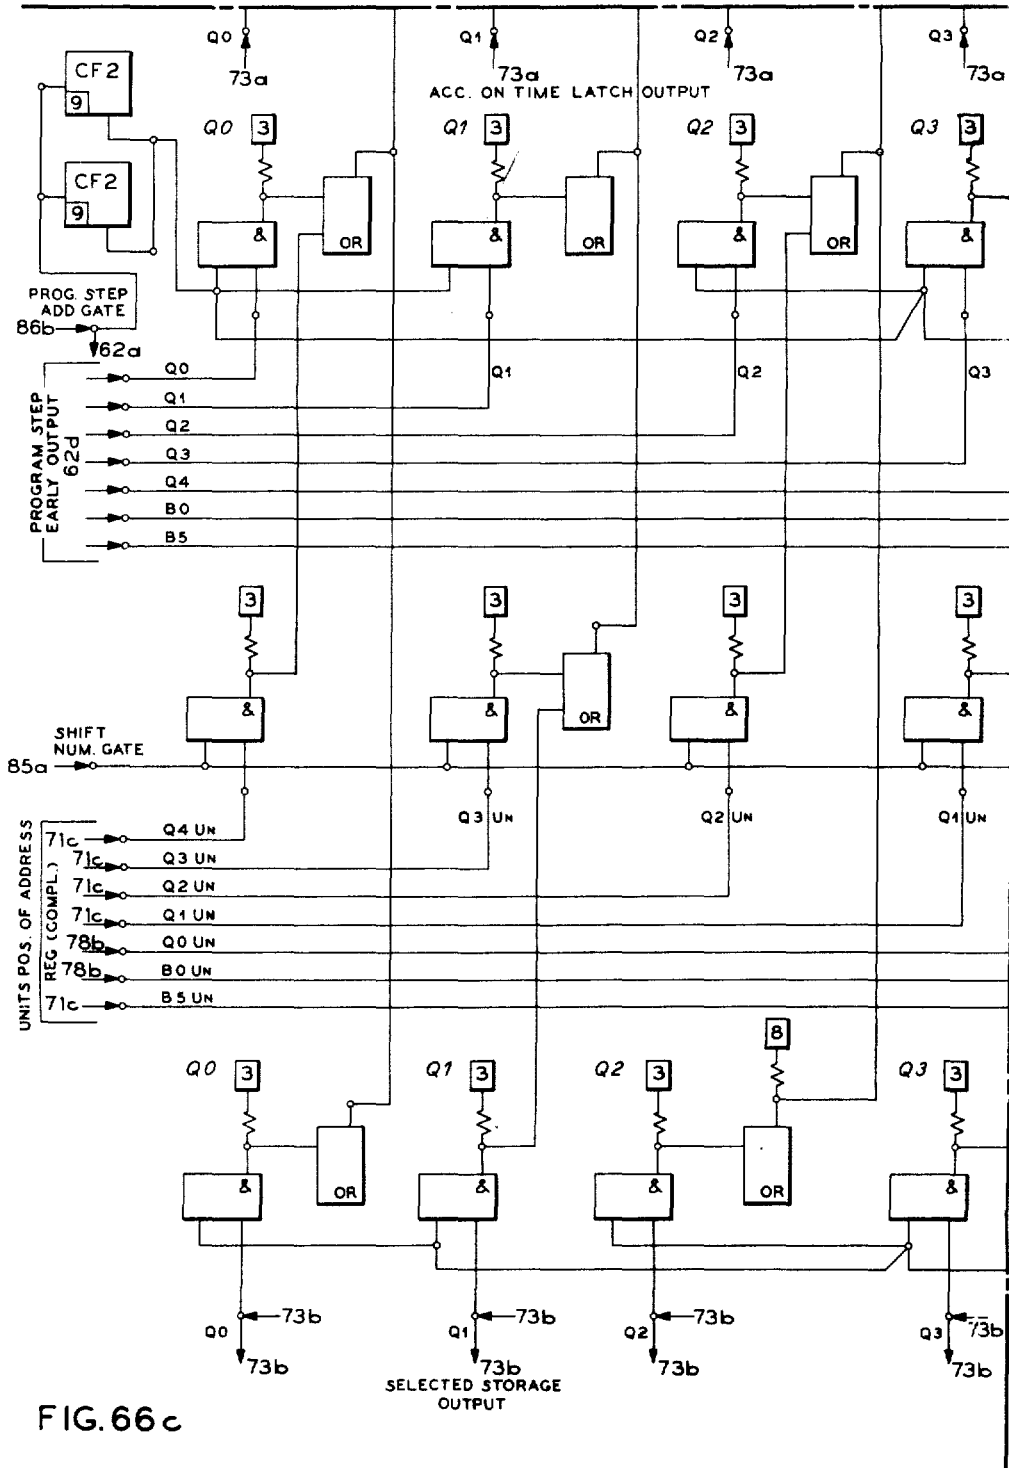 Q0 Q1 Q2 Q3
73a 73a 73a 73a
ACC. ON TIME LATCH OUTPUT
CF2
9
CF2
9
Q0 3 Q1 3 Q2 3 Q3 3
OR OR OR
& & & &
PROG. STEP
ADD GATE
86b
62a
PROGRAM STEP
EARLY OUTPUT
62d
Q0
Q1
Q2
Q3
Q4
B0
B5
Q1 Q2 Q3
3 3 3 3
& & & &
OR
SHIFT
NUM. GATE
85a
Q3 UN Q2 UN Q1 UN
UNITS POS. OF ADDRESS
REG (COMPL.)
71c Q4 UN
71c Q3 UN
71c Q2 UN
71c Q1 UN
78b Q0 UN
78b B0 UN
71c B5 UN
8
Q0 3 Q1 3 Q2 3 Q3 3
& & & &
OR OR
73b 73b 73b 73b
Q0 Q1 Q2 Q3
73b 73b 73b 73b
SELECTED STORAGE
OUTPUT
FIG. 66c